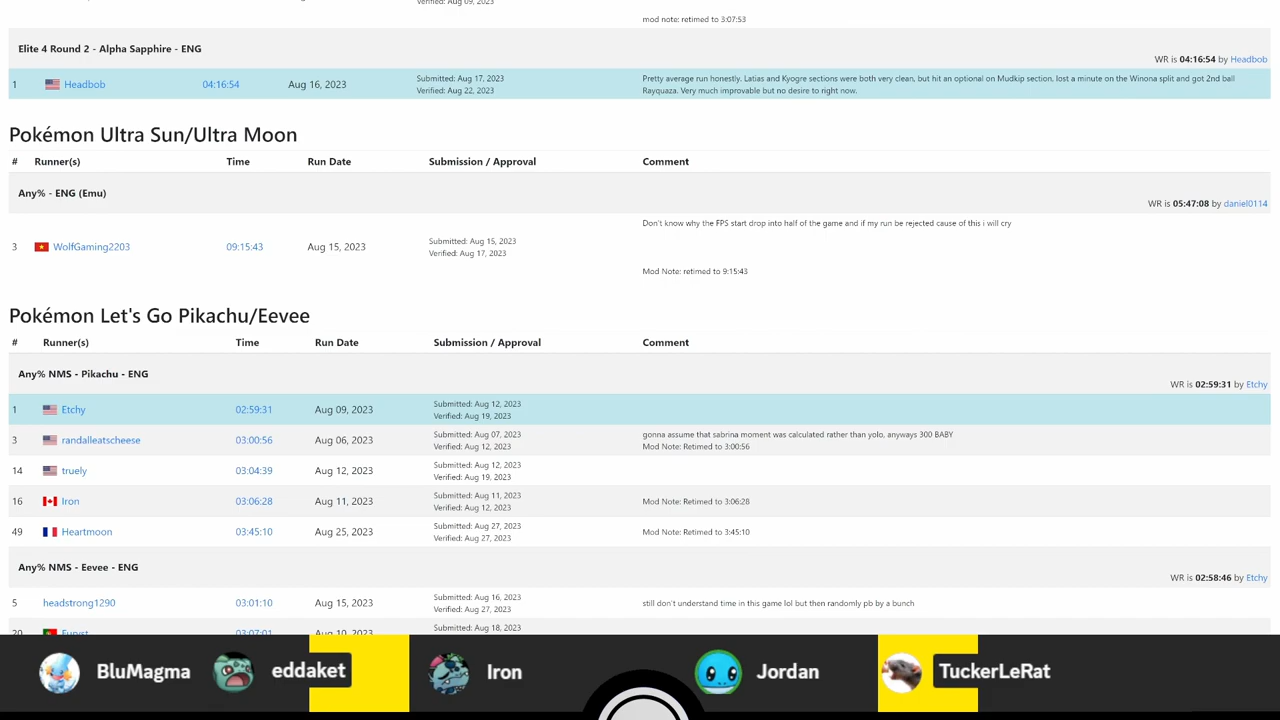 Verified: Aug 09, 2023
mod note: retimed to 3:07:53
Elite 4 Round 2 - Alpha Sapphire - ENG
WR is 04:16:54 by Headbob
1 Headbob 04:16:54 Aug 16, 2023 Submitted: Aug 17, 2023 Pretty average run honestly. Latias and Kyogre sections were both very clean, but hit an optional on Mudkip section, lost a minute on the Winona split and got 2nd ball
Verified: Aug 22, 2023 Rayquaza. Very much improvable but no desire to right now.
Pokémon Ultra Sun/Ultra Moon
# Runner(s) Time Run Date Submission / Approval Comment
Any% - ENG (Emu)
WR is 05:47:08 by daniel0114
Don't know why the FPS start drop into half of the game and if my run be rejected cause of this i will cry
3 WolfGaming2203 09:15:43 Aug 15, 2023 Submitted: Aug 15, 2023
Verified: Aug 17, 2023
Mod Note: retimed to 9:15:43
Pokémon Let's Go Pikachu/Eevee
# Runner(s) Time Run Date Submission / Approval Comment
Any% NMS - Pikachu - ENG
WR is 02:59:31 by Etchy
1 Etchy 02:59:31 Aug 09, 2023 Submitted: Aug 12, 2023
Verified: Aug 19, 2023
3 randalleatscheese 03:00:56 Aug 06, 2023 Submitted: Aug 07, 2023 gonna assume that sabrina moment was calculated rather than yolo, anyways 300 BABY
Verified: Aug 12, 2023 Mod Note: Retimed to 3:00:56
14 truely 03:04:39 Aug 12, 2023 Submitted: Aug 12, 2023
Verified: Aug 19, 2023
16 Iron 03:06:28 Aug 11, 2023 Submitted: Aug 11, 2023 Mod Note: Retimed to 3:06:28
Verified: Aug 12, 2023
49 Heartmoon 03:45:10 Aug 25, 2023 Submitted: Aug 27, 2023 Mod Note: Retimed to 3:45:10
Verified: Aug 27, 2023
Any% NMS - Eevee - ENG
WR is 02:58:46 by Etchy
5 headstrong1290 03:01:10 Aug 15, 2023 Submitted: Aug 16, 2023 still don't understand time in this game lol but then randomly pb by a bunch
Verified: Aug 27, 2023
20 03:07:01 Aug 10, 2023 Submitted: Aug 18, 2023
BluMagma eddaket Iron Jordan TuckerLeRat